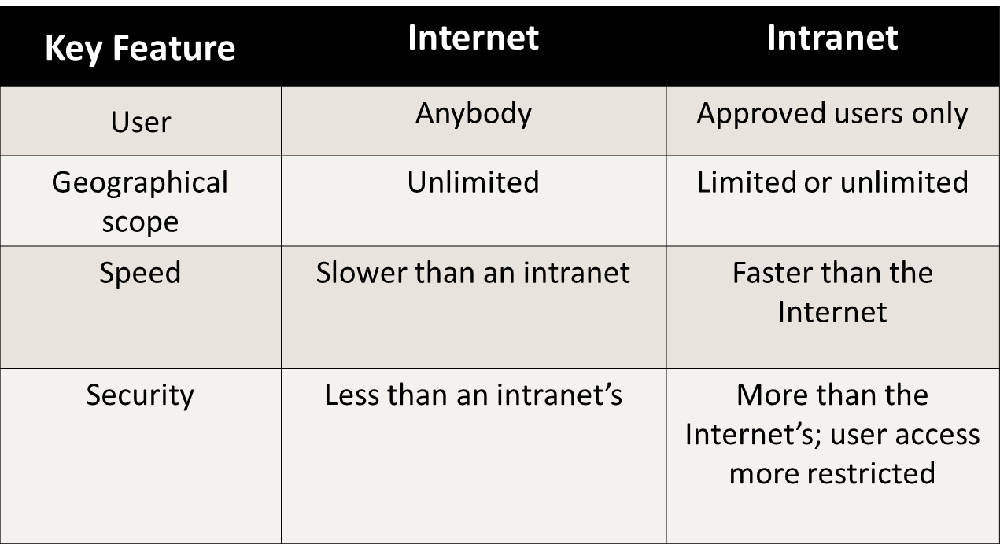 Key Feature
Internet
Intranet
User
Anybody
Approved users only
Geographical
scope
Unlimited
Limited or unlimited
Speed
Slower than an intranet
Faster than the
Internet
Security
Less than an intranet’s
More than the
Internet’s; user access
more restricted